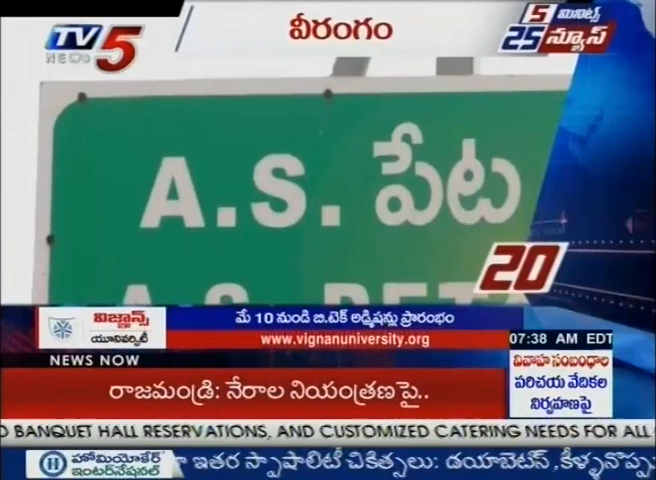 TV5
NEWS
వీరంగం
5 మినిట్స్
25 న్యూస్
A.S. పేట
A.S. PETA
20
విజ్ఞాన్స్
యూనివర్సిటీ
మే 10 నుండి బి.టెక్ అడ్మిషన్లు ప్రారంభం
www.vignanuniversity.org
07:38 AM EDT
NEWS NOW
రాజమండ్రి: నేరాల నియంత్రణపై..
వివాహ సంబంధాల
పరిచయ వేదికల
నిర్వహణపై
BANQUET HALL RESERVATIONS, AND CUSTOMIZED CATERING NEEDS FOR ALL
హోమియోకేర్
ఇంటర్నేషనల్
ఇతర స్పెషాలిటీ చికిత్సలు: డయాబెటిస్, కీళ్ళనొప్పు